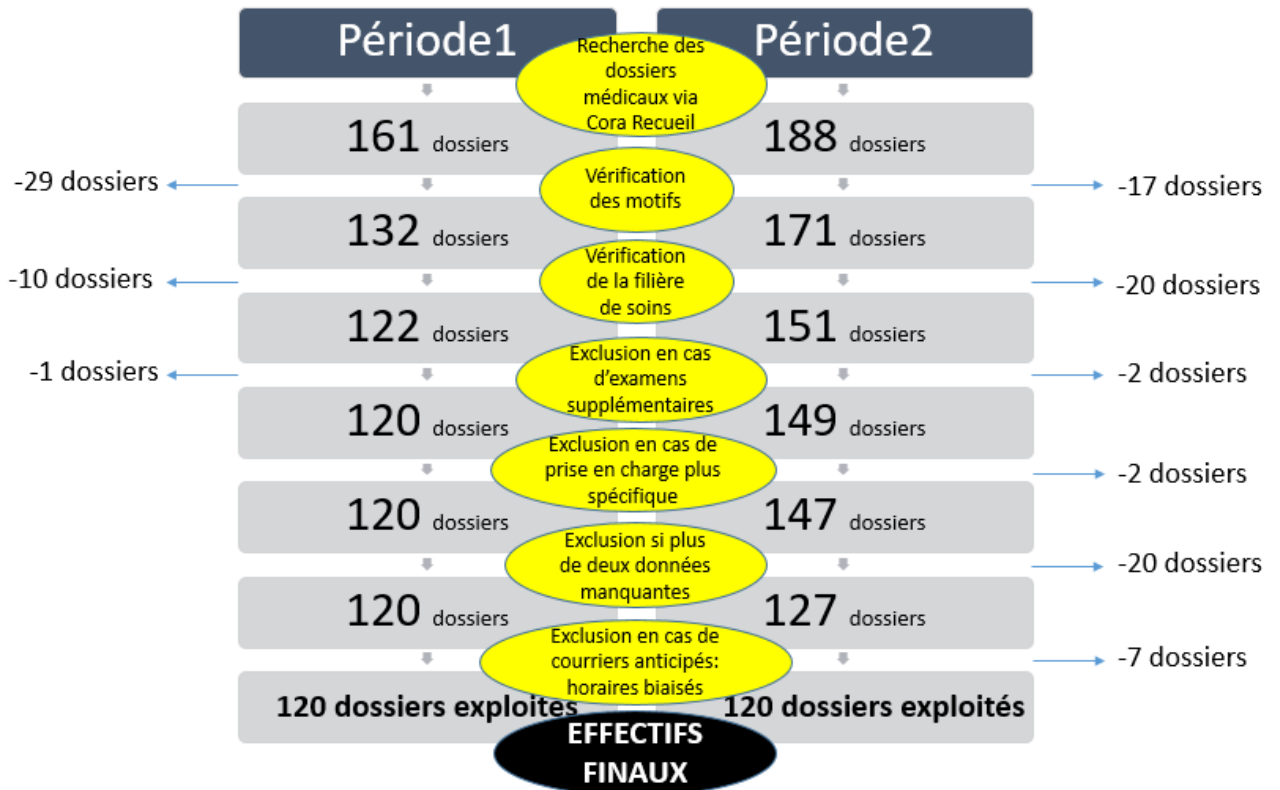 Période1
Période2
Recherche des
dossiers
médicaux via
Cora Recueil
161 dossiers
188 dossiers
-29 dossiers
Vérification
des motifs
-17 dossiers
132 dossiers
171 dossiers
-10 dossiers
Vérification
de la filière
de soins
-20 dossiers
122 dossiers
151 dossiers
-1 dossiers
Exclusion en cas
d'examens
supplémentaires
-2 dossiers
120 dossiers
149 dossiers
Exclusion en cas de
prise en charge plus
spécifique
-2 dossiers
120 dossiers
147 dossiers
Exclusion si plus
de deux données
manquantes
-20 dossiers
120 dossiers
127 dossiers
Exclusion en cas de
courriers anticipés:
horaires biaisés
-7 dossiers
120 dossiers exploités
120 dossiers exploités
EFFECTIFS
FINAUX